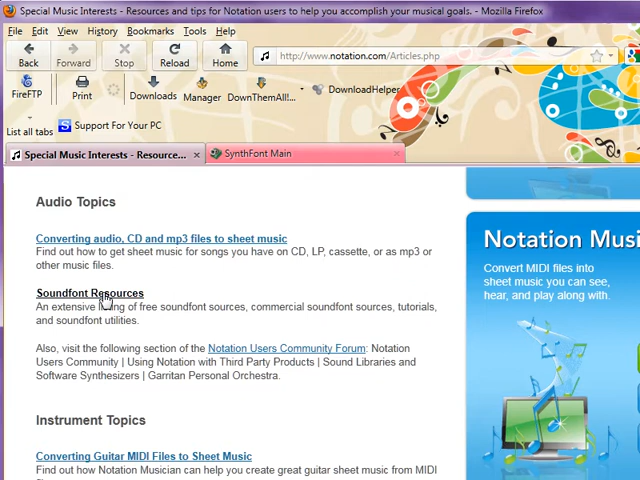 Special Music Interests - Resources and tips for Notation users to help you accomplish your musical goals. - Mozilla Firefox
File Edit View History Bookmarks Tools Help
Back Forward Stop Reload Home
http://www.notation.com/Articles.php
FireFTP Print Downloads Manager DownThemAll!... DownloadHelper
List all tabs Support For Your PC
Special Music Interests - Resource... SynthFont Main
Audio Topics
Converting audio, CD and mp3 files to sheet music
Find out how to get sheet music for songs you have on CD, LP, cassette, or as mp3 or
other music files.
Soundfont Resources
An extensive listing of free soundfont sources, commercial soundfont sources, tutorials,
and soundfont utilities.
Also, visit the following section of the Notation Users Community Forum: Notation
Users Community | Using Notation with Third Party Products | Sound Libraries and
Software Synthesizers | Garritan Personal Orchestra.
Instrument Topics
Converting Guitar MIDI Files to Sheet Music
Find out how Notation Musician can help you create great guitar sheet music from MIDI
Notation Musi
Convert MIDI files into
sheet music you can see,
hear, and play along with.